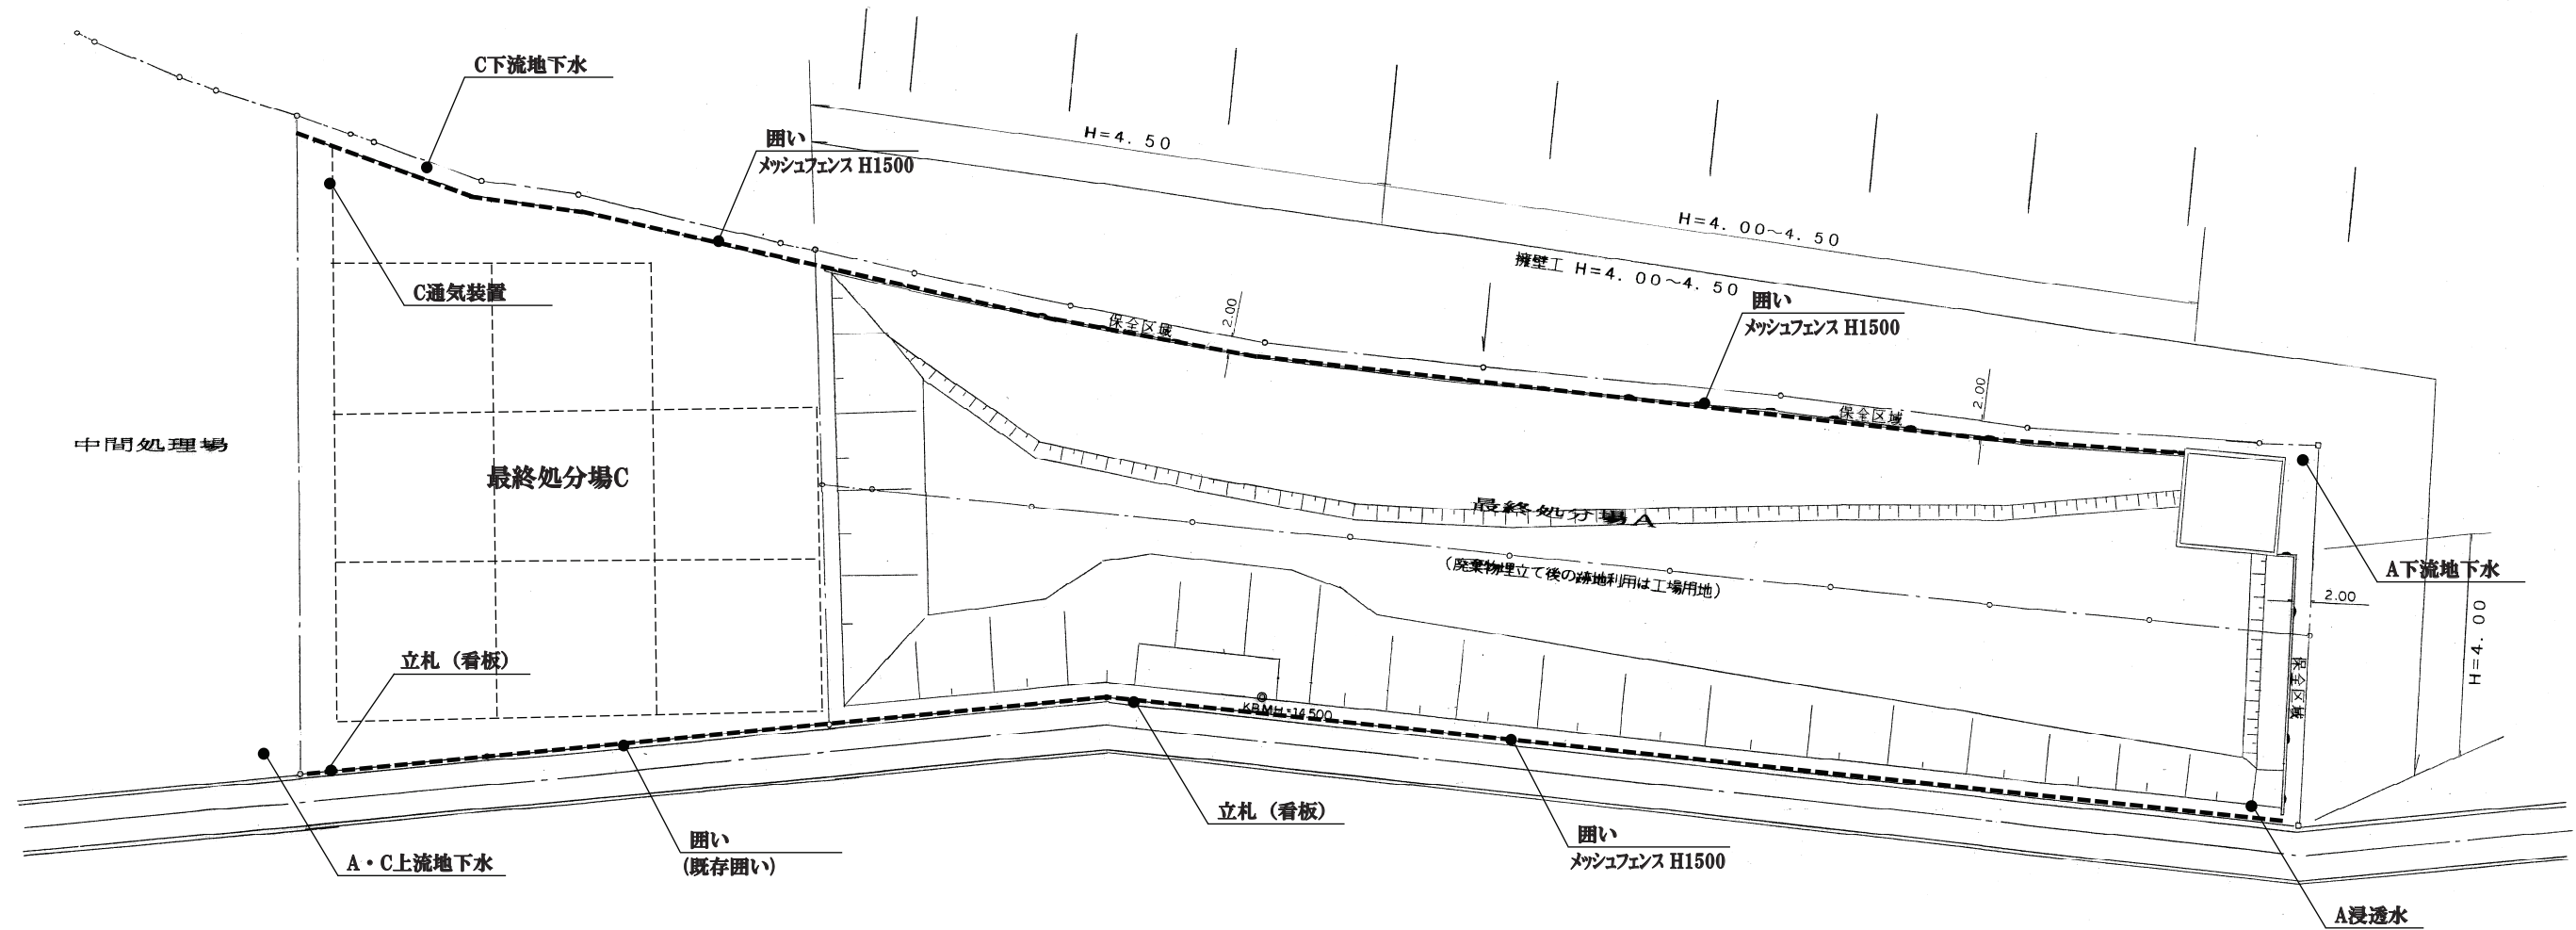 C下流地下水
囲い
メッシュフェンス H1500
H=4.50
H=4.00～4.50
擁壁工 H=4.00～4.50
囲い
メッシュフェンス H1500
C通気装置
保全区域
2.00
2.00
保全区域
中間処理場
最終処分場C
最終処分場A
(廃棄物埋立て後の跡地利用は工場用地)
A下流地下水
2.00
H=4.00
保全区域
立札（看板）
KBMH=14.500
立札（看板）
囲い
(既存囲い)
囲い
メッシュフェンス H1500
A・C上流地下水
A浸透水